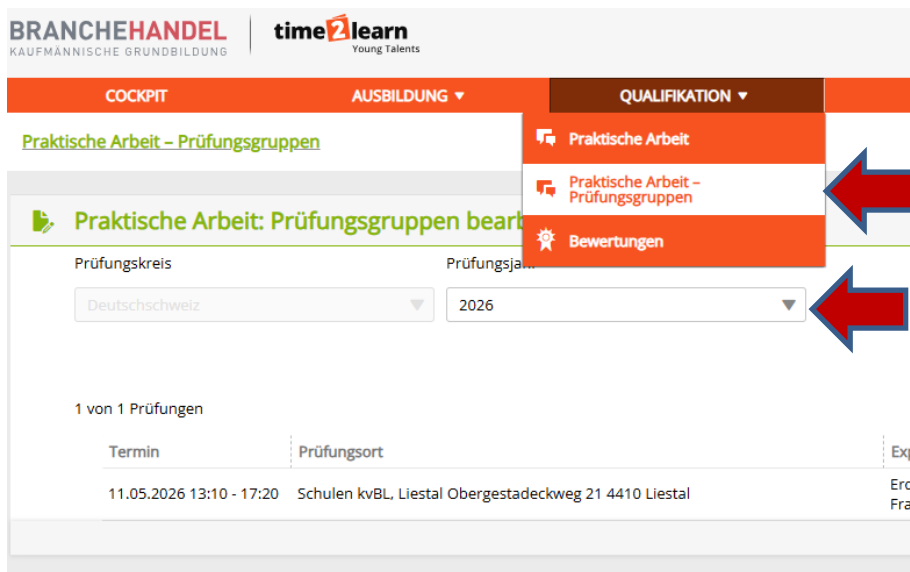 BRANCHEHANDEL
KAUFMÄNNISCHE GRUNDBILDUNG
time2learn
Young Talents
COCKPIT
AUSBILDUNG
QUALIFIKATION
Praktische Arbeit – Prüfungsgruppen
Praktische Arbeit
Praktische Arbeit –
Prüfungsgruppen
Bewertungen
Praktische Arbeit: Prüfungsgruppen
Prüfungskreis
Deutschschweiz
2026
1 von 1 Prüfungen
Termin
Prüfungsort
11.05.2026 13:10 - 17:20
Schulen kvBL, Liestal Obergestadeckweg 21 4410 Liestal